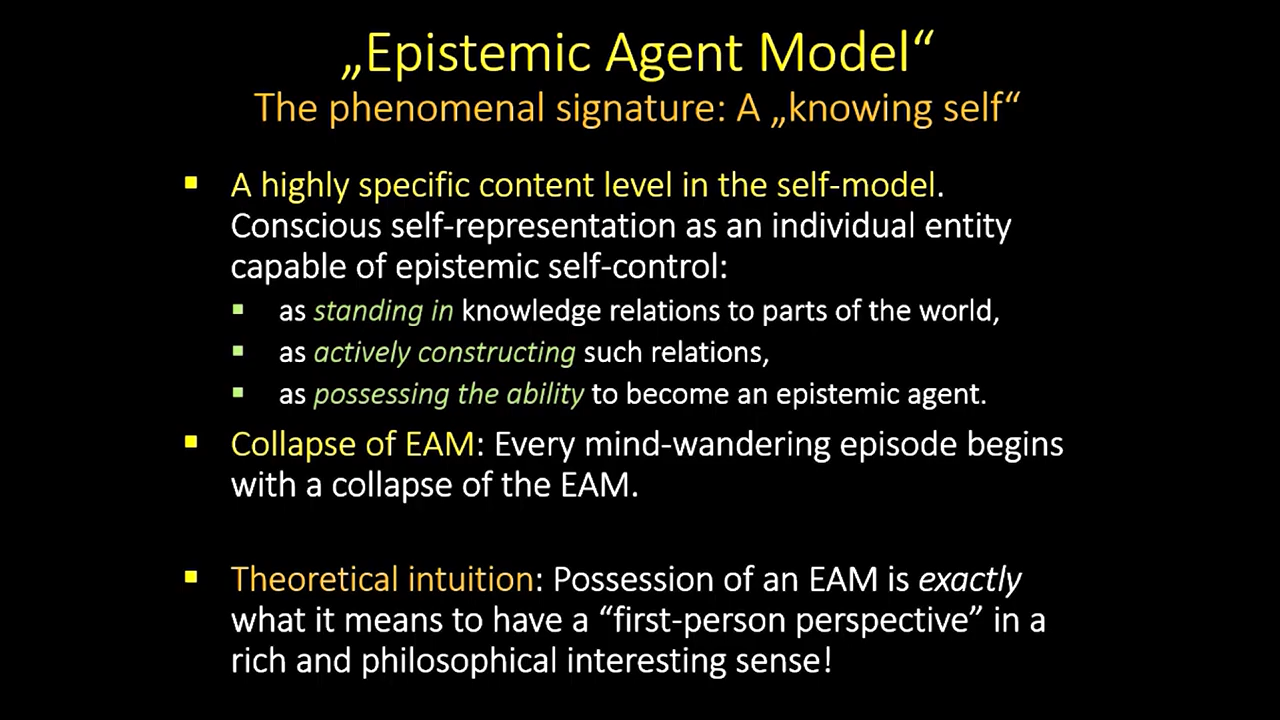 „Epistemic Agent Model“
The phenomenal signature: A „knowing self“
A highly specific content level in the self-model.
Conscious self-representation as an individual entity
capable of epistemic self-control:
as standing in knowledge relations to parts of the world,
as actively constructing such relations,
as possessing the ability to become an epistemic agent.
Collapse of EAM: Every mind-wandering episode begins
with a collapse of the EAM.
Theoretical intuition: Possession of an EAM is exactly
what it means to have a “first-person perspective” in a
rich and philosophical interesting sense!